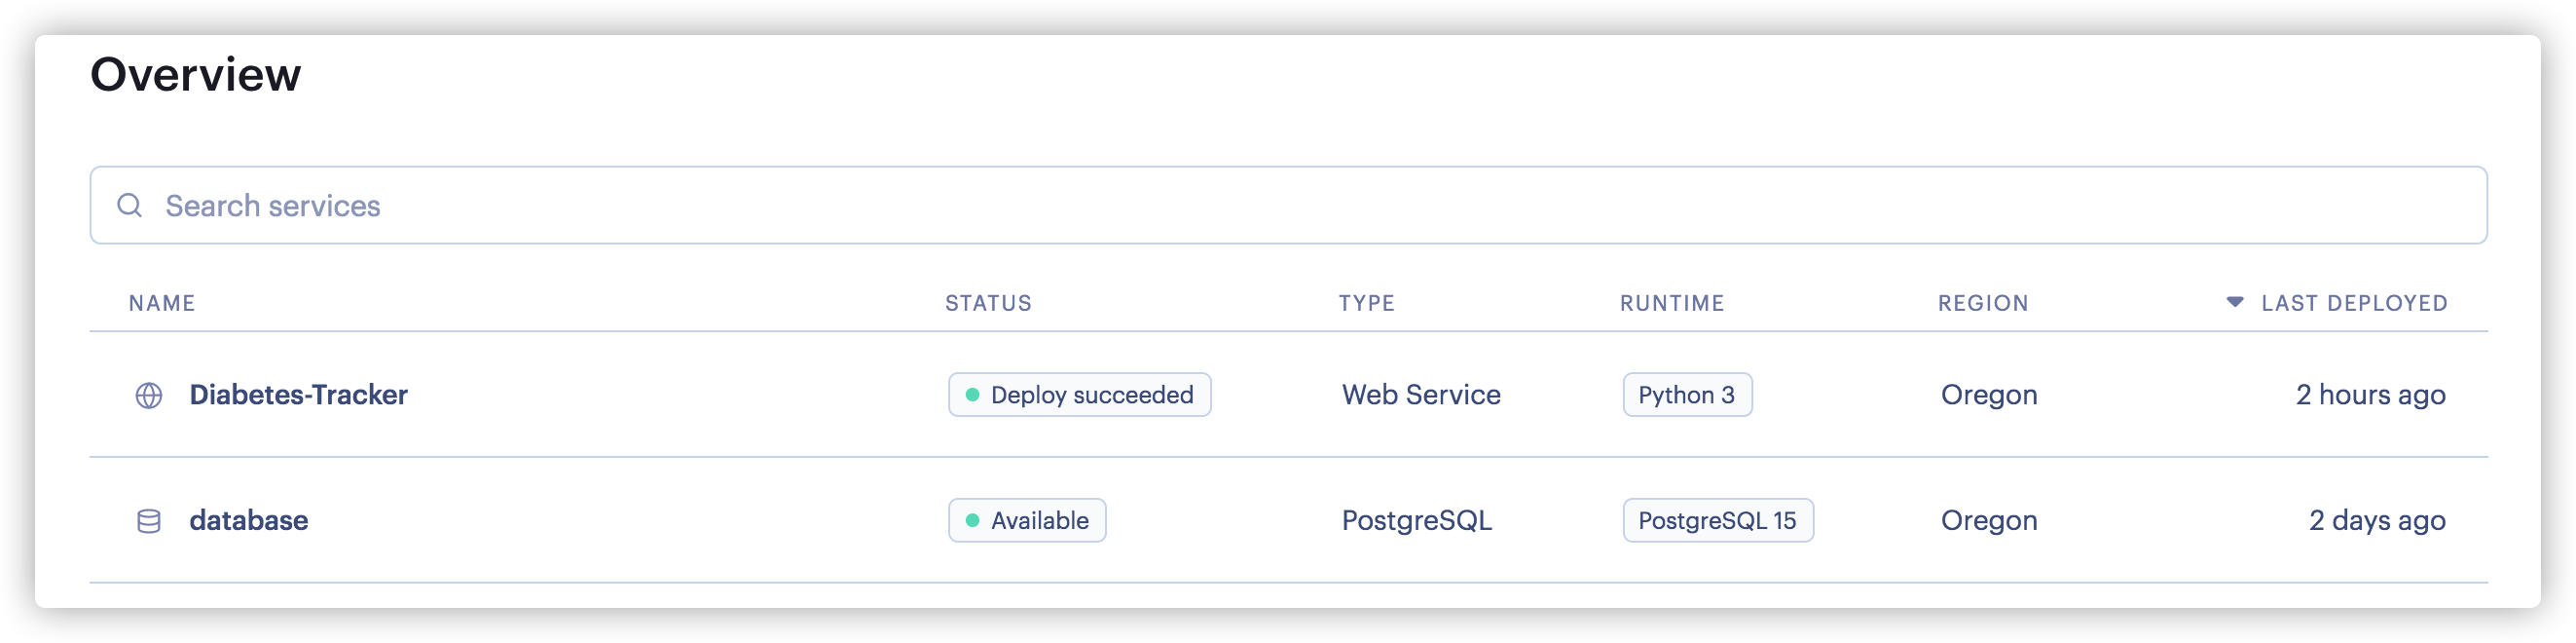 Overview
Search services
NAME STATUS TYPE RUNTIME REGION LAST DEPLOYED
Diabetes-Tracker Deploy succeeded Web Service Python 3 Oregon 2 hours ago
database Available PostgreSQL PostgreSQL 15 Oregon 2 days ago